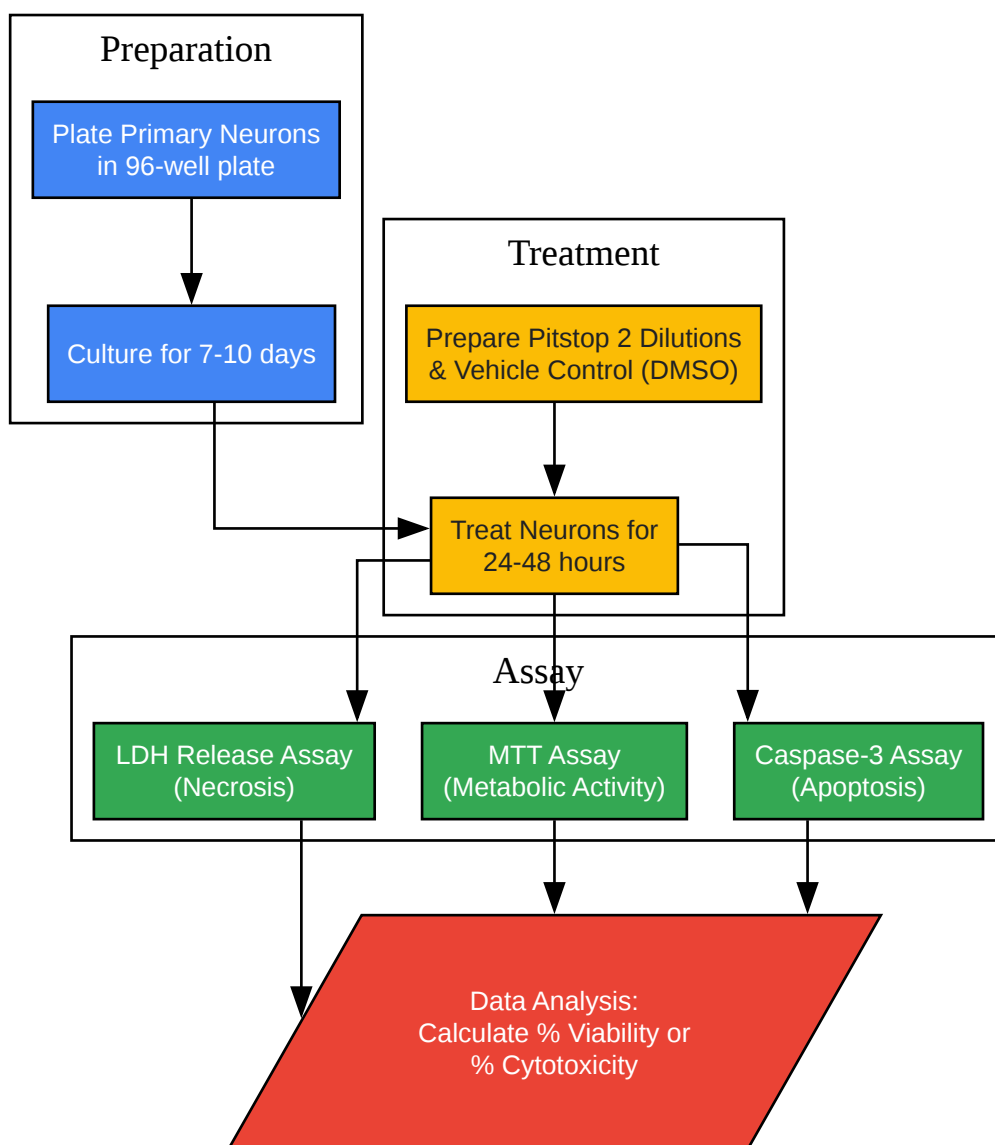 Preparation
Plate Primary Neurons
in 96-well plate
Culture for 7-10 days
Treatment
Prepare Pitstop 2 Dilutions
& Vehicle Control (DMSO)
Treat Neurons for
24-48 hours
Assay
LDH Release Assay
(Necrosis)
MTT Assay
(Metabolic Activity)
Caspase-3 Assay
(Apoptosis)
Data Analysis:
Calculate % Viability or
% Cytotoxicity